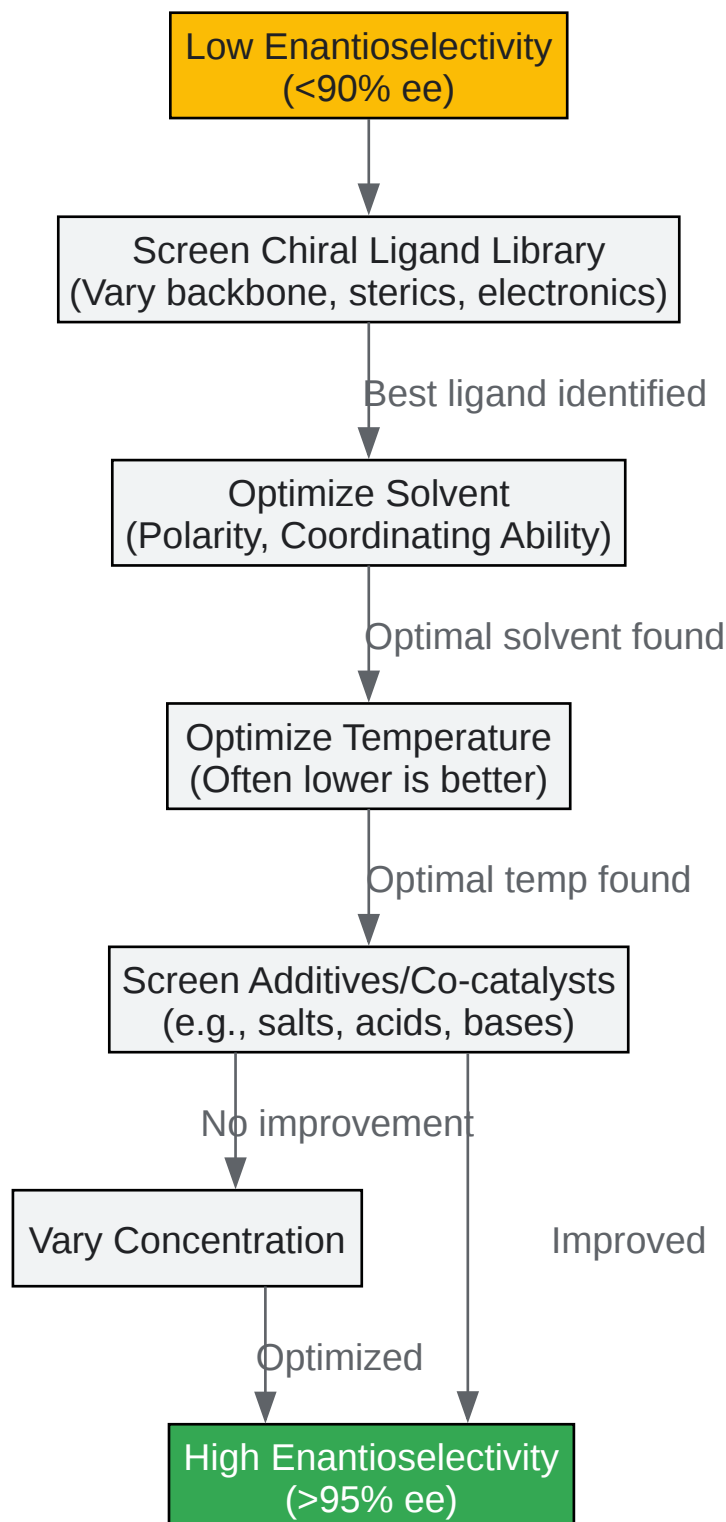 Low Enantioselectivity
(<90% ee)
Screen Chiral Ligand Library
(Vary backbone, sterics, electronics)
Best ligand identified
Optimize Solvent
(Polarity, Coordinating Ability)
Optimal solvent found
Optimize Temperature
(Often lower is better)
Optimal temp found
Screen Additives/Co-catalysts
(e.g., salts, acids, bases)
No improvement
Vary Concentration
Improved
Optimized
High Enantioselectivity
(>95% ee)